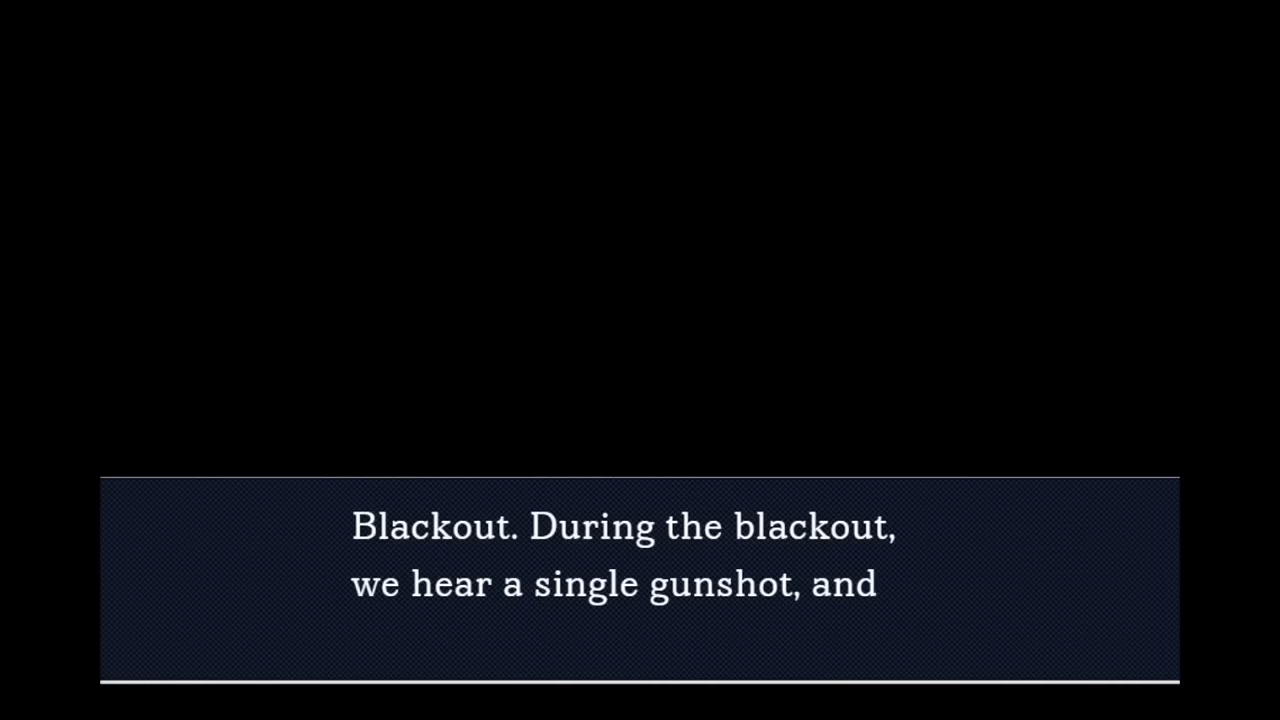 Blackout. During the blackout,
we hear a single gunshot, and